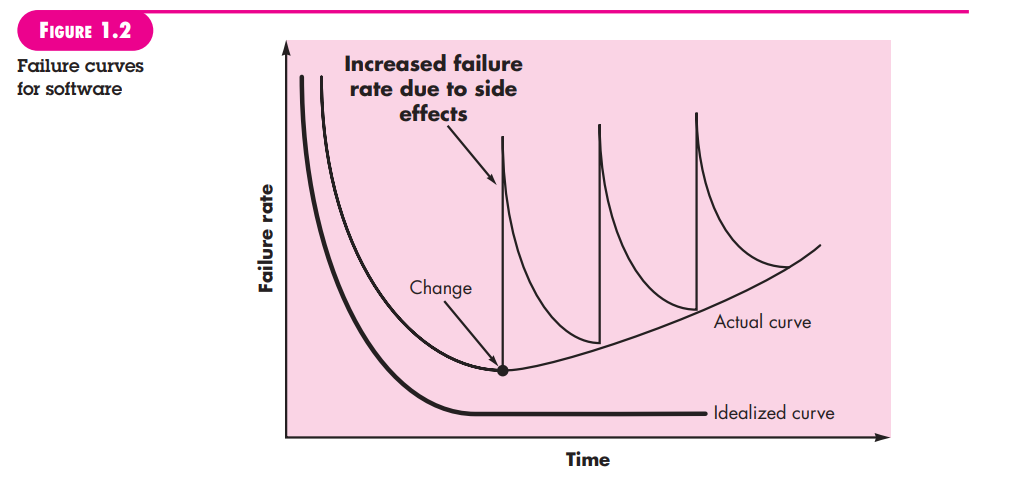 FIGURE 1.2
Failure curves
for software
Increased failure
rate due to side
effects
Failure rate
Change
Actual curve
Idealized curve
Time